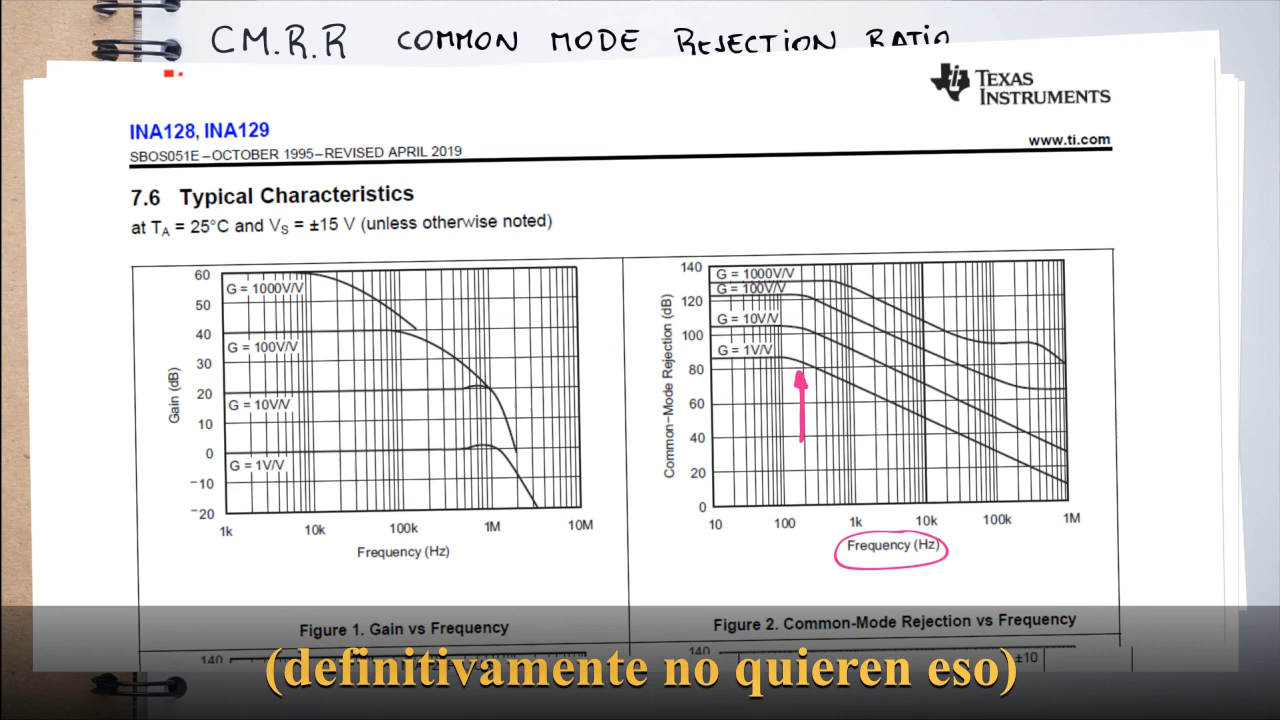 C.M.R.R COMMON MODE REJECTION RATIO
TEXAS
INSTRUMENTS
INA128, INA129
SBOS051E – OCTOBER 1995 – REVISED APRIL 2019
www.ti.com
7.6 Typical Characteristics
at TA = 25°C and VS = ±15 V (unless otherwise noted)
60
50
40
30
20
10
0
−10
−20
Gain (dB)
G = 1000V/V
G = 100V/V
G = 10V/V
G = 1V/V
1k 10k 100k 1M 10M
Frequency (Hz)
Figure 1. Gain vs Frequency
140
120
100
80
60
40
20
0
Common−Mode Rejection (dB)
G = 1000V/V
G = 100V/V
G = 10V/V
G = 1V/V
10 100 1k 10k 100k 1M
Frequency (Hz)
Figure 2. Common-Mode Rejection vs Frequency
140
140
±10
(definitivamente no quieren eso)